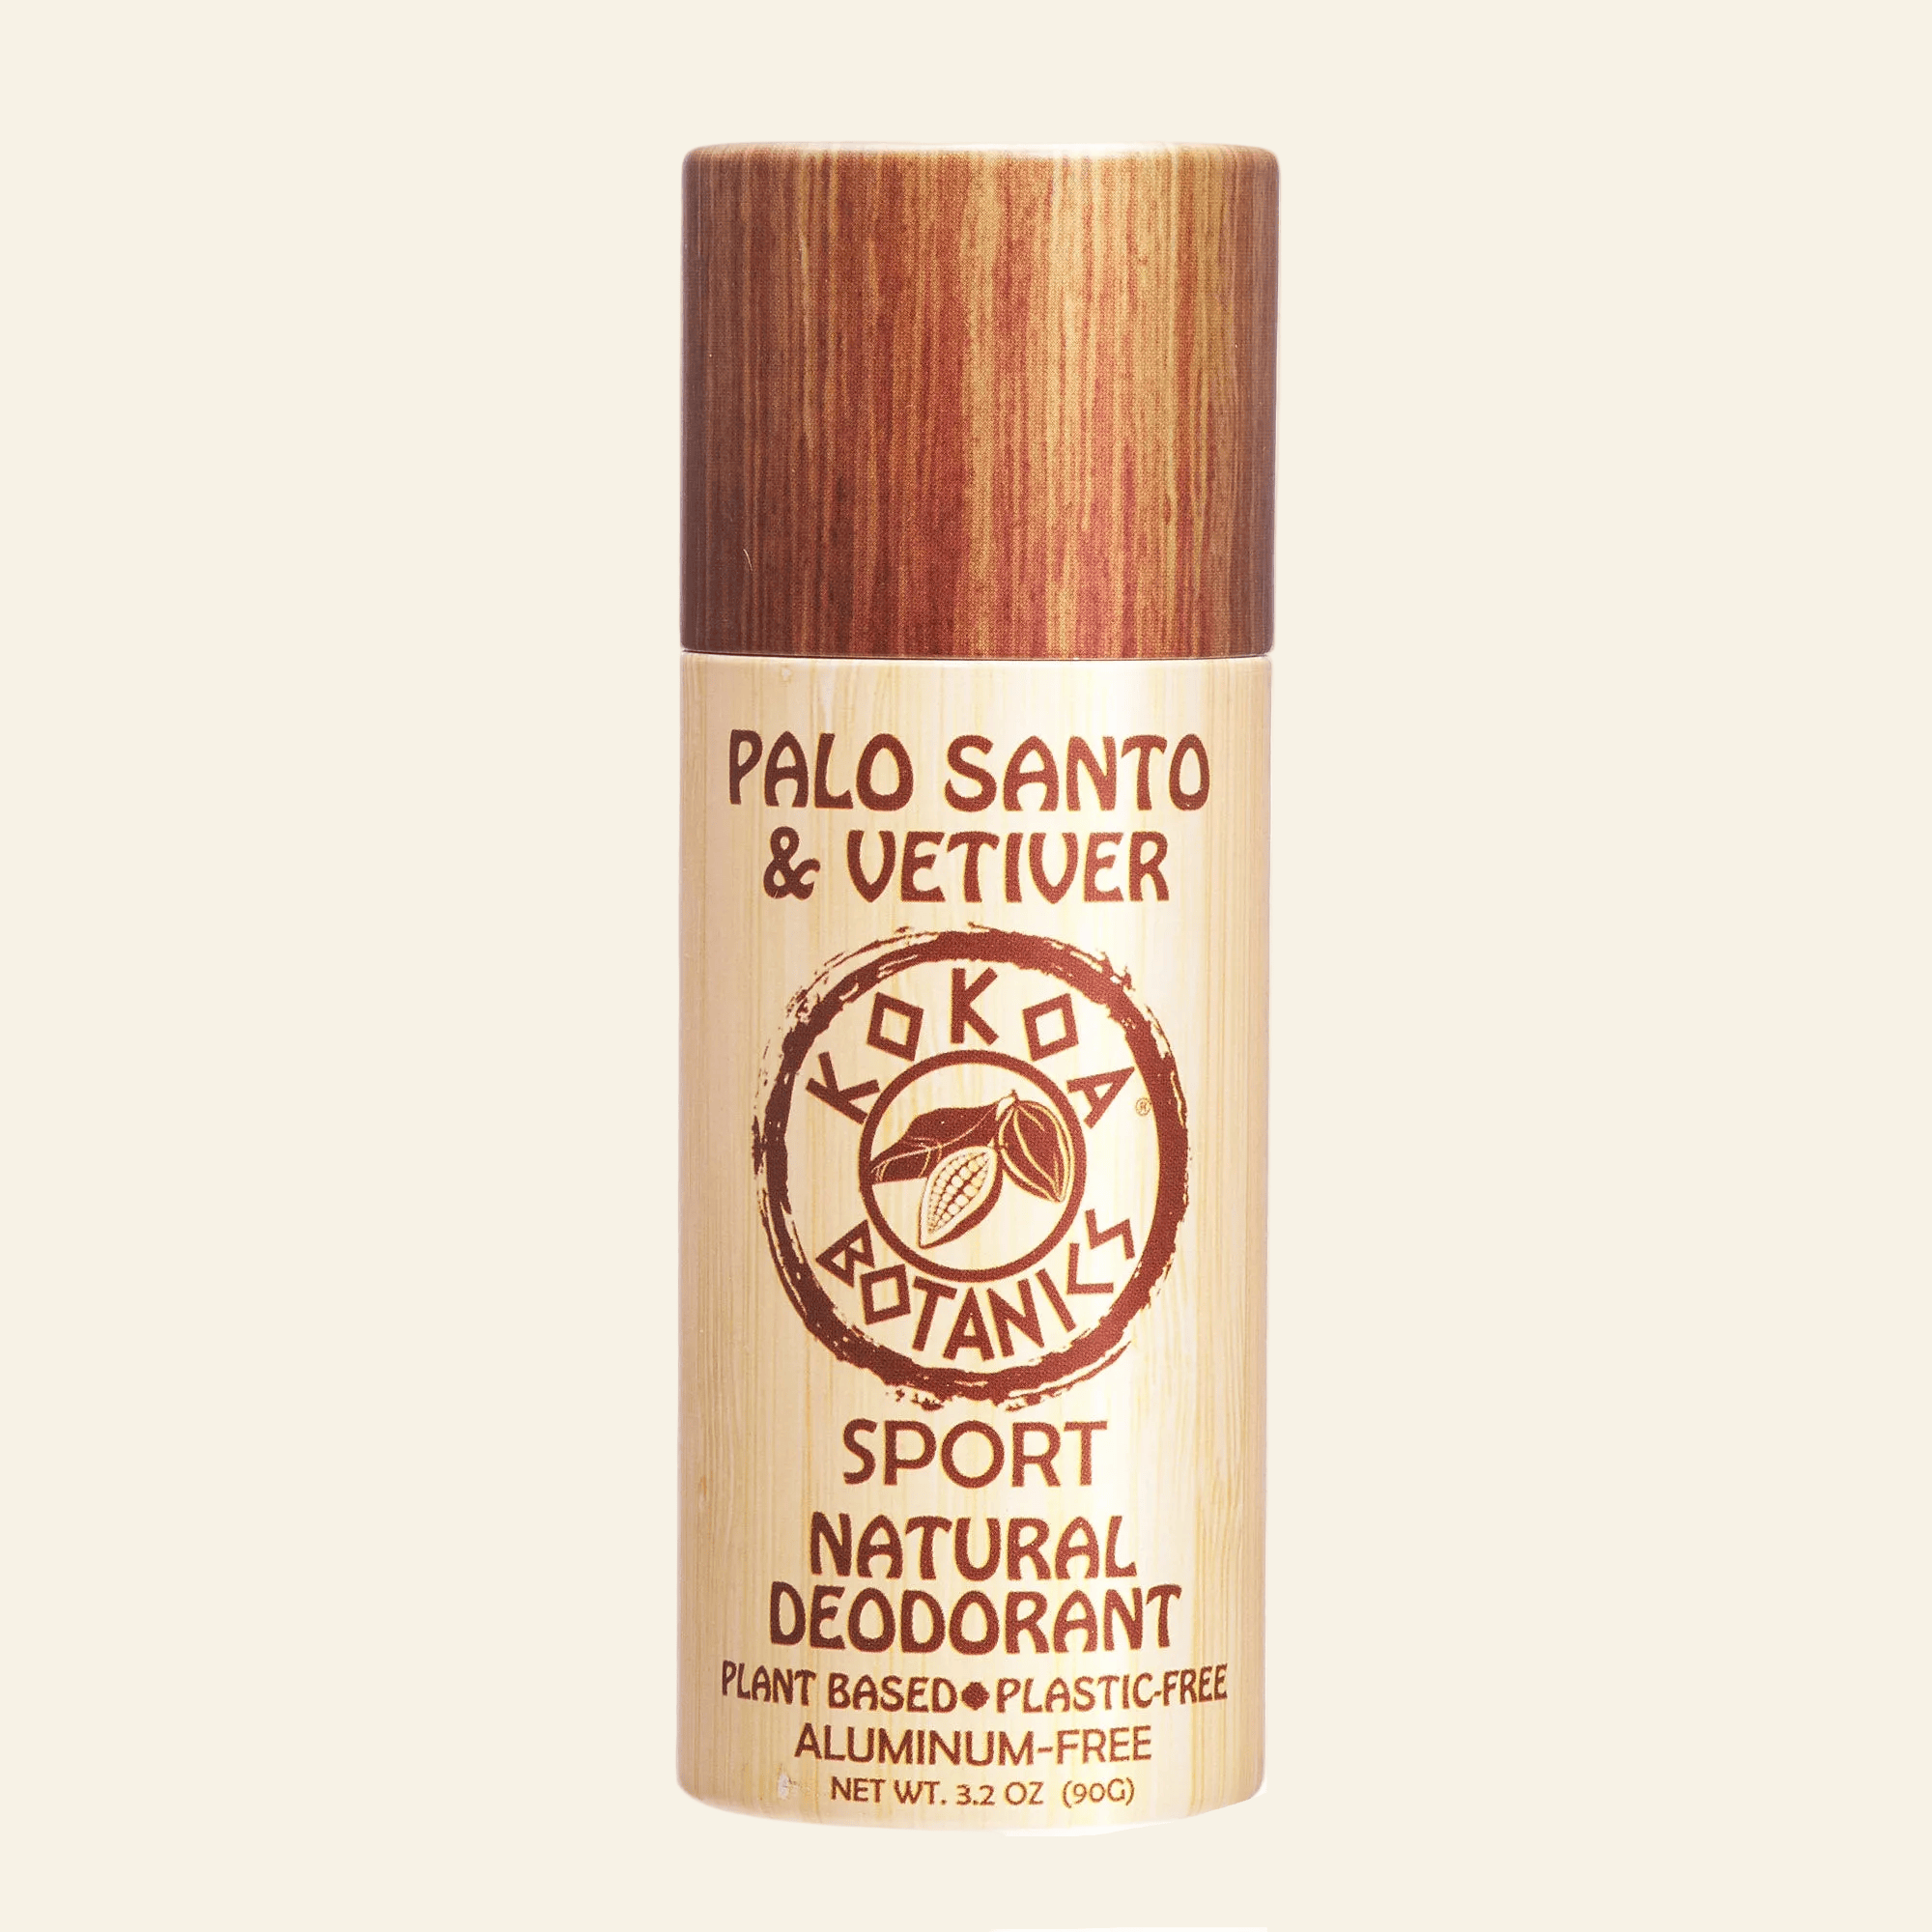 PALO SANTO
& VETIVER
KOKOA®
BOTANICS
SPORT
NATURAL
DEODORANT
PLANT BASED●PLASTIC-FREE
ALUMINUM-FREE
NET WT. 3.2 OZ (90G)